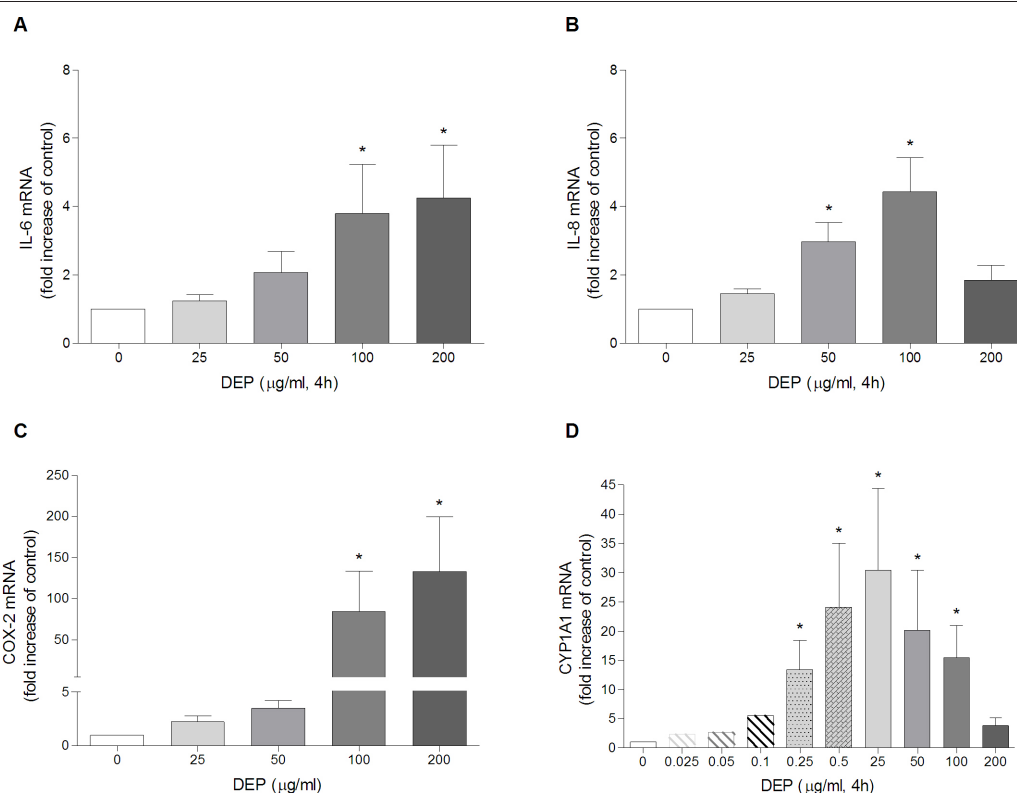 A
IL-6 mRNA
(fold increase of control)
8
6
4
2
0
*
*
0 25 50 100 200
DEP (μg/ml, 4h)
B
IL-8 mRNA
(fold increase of control)
8
6
4
2
0
*
*
0 25 50 100 200
DEP (μg/ml, 4h)
C
COX-2 mRNA
(fold increase of control)
250
200
150
100
50
5
0
*
*
0 25 50 100 200
DEP (μg/ml)
D
CYP1A1 mRNA
(fold increase of control)
45
40
35
30
25
20
15
10
5
0
*
*
*
*
*
0 0.025 0.05 0.1 0.25 0.5 25 50 100 200
DEP (μg/ml, 4h)